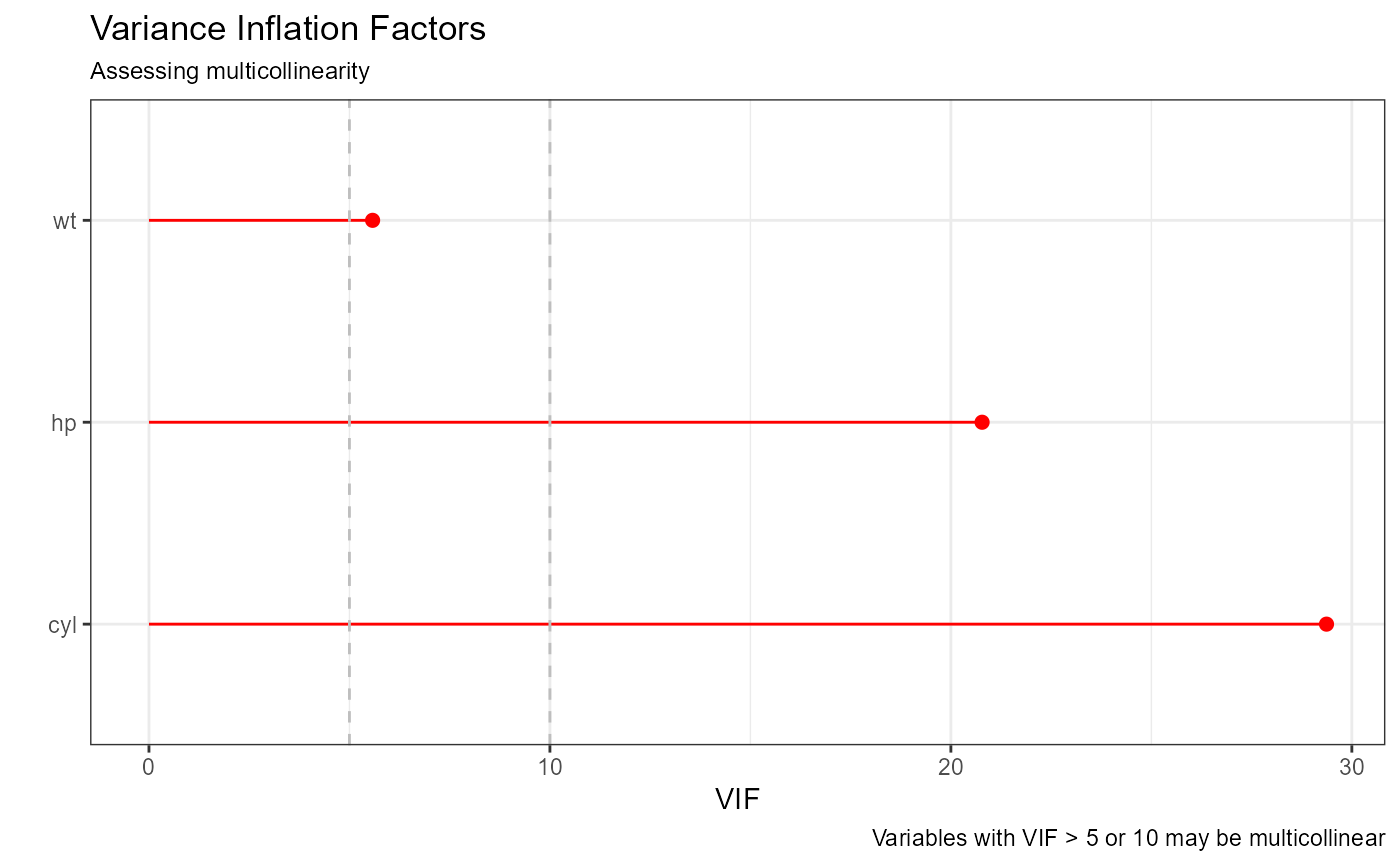 Variance Inflation Factors
Assessing multicollinearity
wt
hp
cyl
0 10 20 30
VIF
Variables with VIF > 5 or 10 may be multicollinear